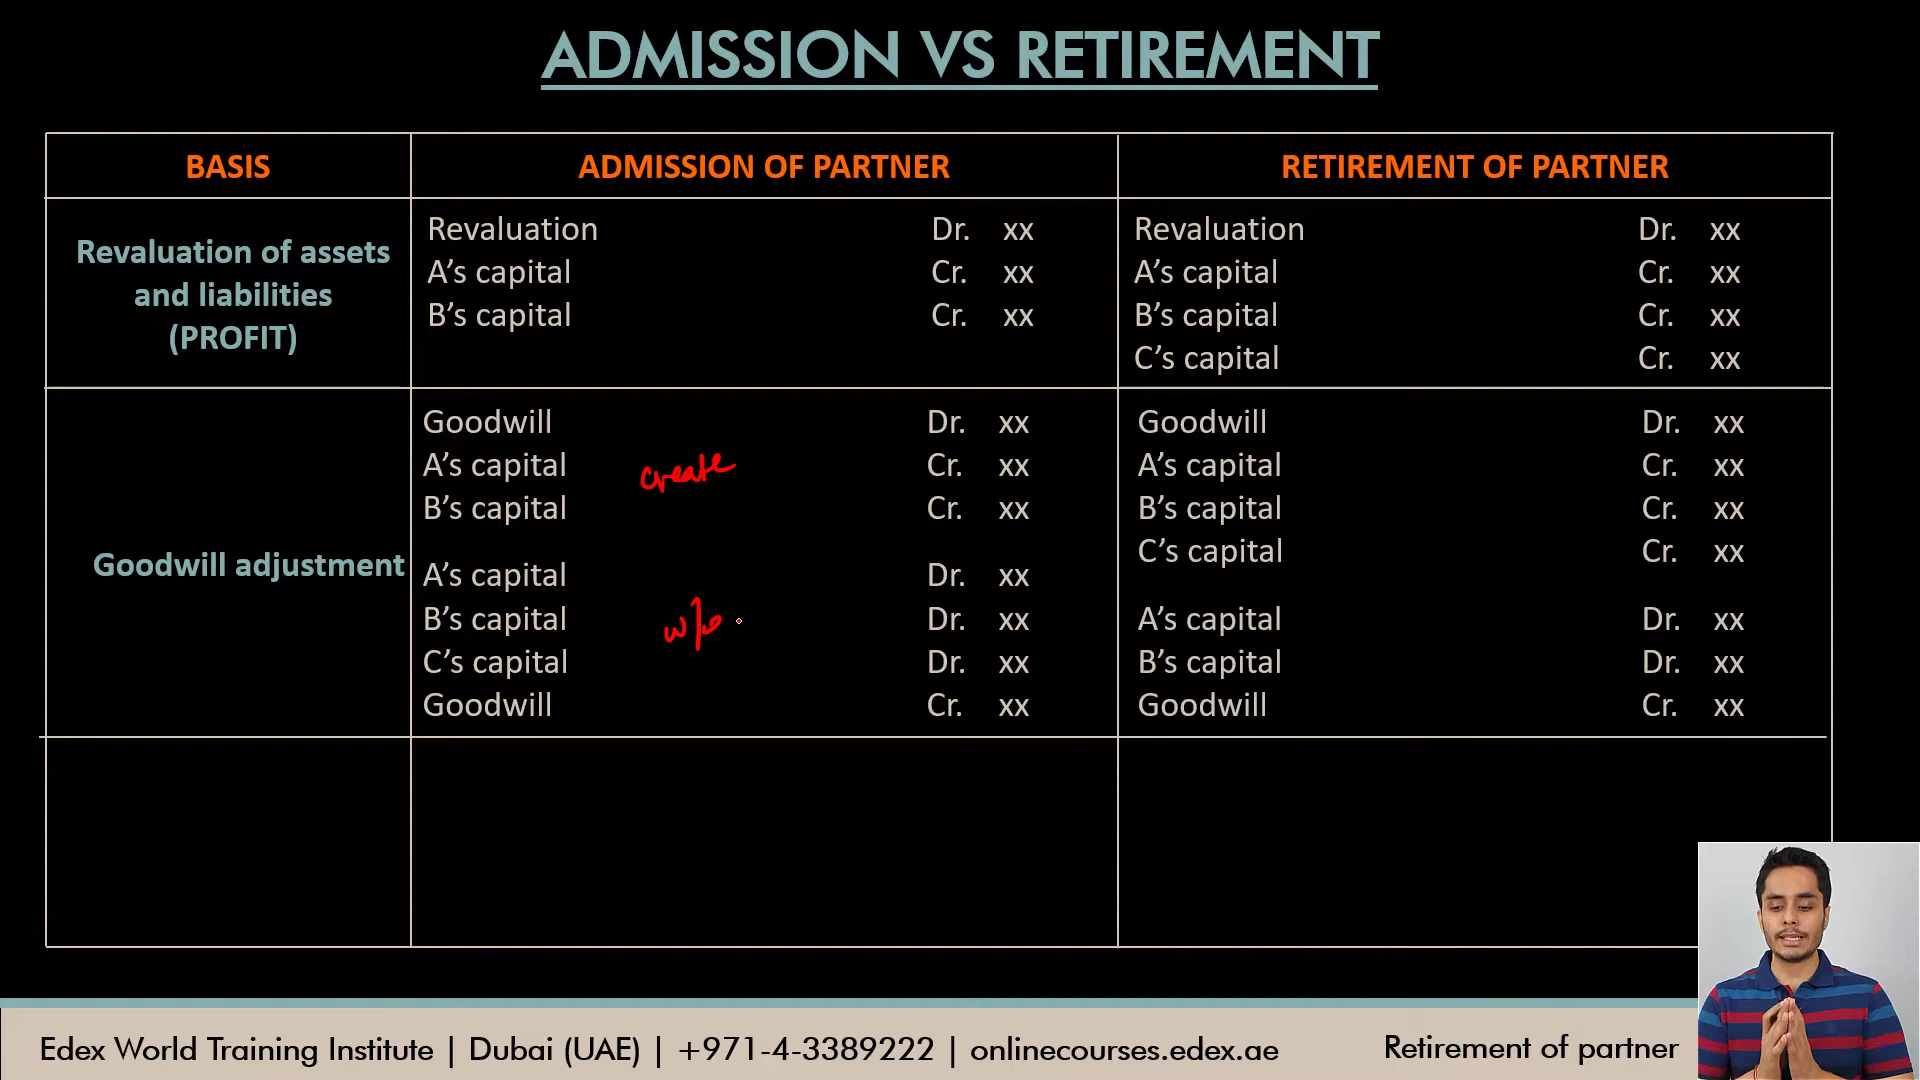 ADMISSION VS RETIREMENT
BASIS
ADMISSION OF PARTNER
RETIREMENT OF PARTNER
Revaluation of assets
and liabilities
(PROFIT)
Revaluation Dr. xx
A's capital Cr. xx
B's capital Cr. xx
Revaluation Dr. xx
A's capital Cr. xx
B's capital Cr. xx
C's capital Cr. xx
Goodwill adjustment
Goodwill Dr. xx
A's capital Cr. xx
create
B's capital Cr. xx
A's capital Dr. xx
B's capital Dr. xx
w/o
C's capital Dr. xx
Goodwill Cr. xx
Goodwill Dr. xx
A's capital Cr. xx
B's capital Cr. xx
C's capital Cr. xx
A's capital Dr. xx
B's capital Dr. xx
Goodwill Cr. xx
Edex World Training Institute | Dubai (UAE) | +971-4-3389222 | onlinecourses.edex.ae
Retirement of partner